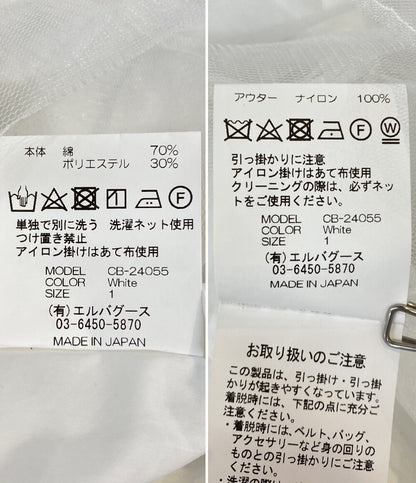 本体 綿 70%
ポリエステル 30%
単独で別に洗う 洗濯ネット使用
つけ置き禁止
アイロン掛けはあて布使用
MODEL CB-24055
COLOR White
SIZE 1
(有)エルバグース
03-6450-5870
MADE IN JAPAN
アウター ナイロン 100%
引っ掛かりに注意
アイロン掛けはあて布使用
クリーニングの際は、必ずネッ
トをご使用ください。
MODEL CB-24055
COLOR White
SIZE 1
(有)エルバグース
03-6450-5870
MADE IN JAPAN
お取り扱いのご注意
この製品は、引っ掛け・引っ掛
かりが起きやすくなっています。
着脱時には、下記の点に充分ご
注意ください。
・着脱時には、ベルト、バッグ、
アクセサリーなど身の回りの
ものとの引っ掛かりにご注意
ください。